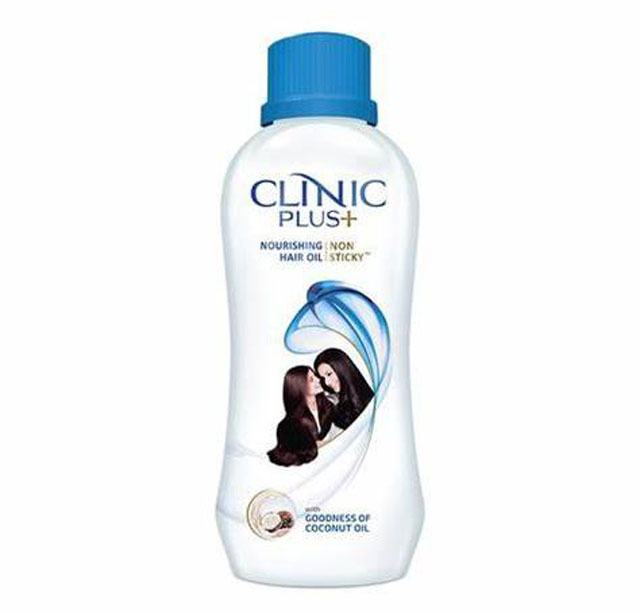 CLINIC
PLUS+
NOURISHING NON
HAIR OIL STICKY™
with
GOODNESS OF
COCONUT OIL